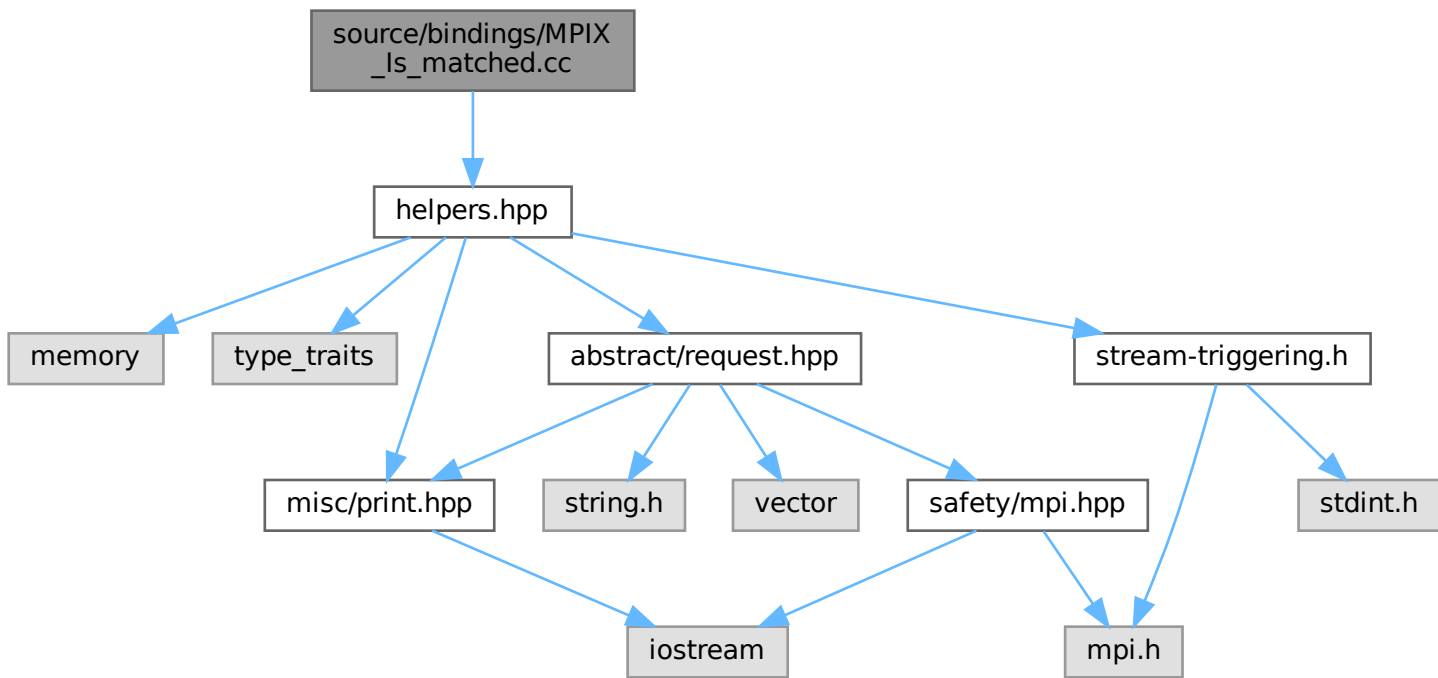 source/bindings/MPIX
_Is_matched.cc
helpers.hpp
memory
type_traits
abstract/request.hpp
stream-triggering.h
misc/print.hpp
string.h
vector
safety/mpi.hpp
stdint.h
iostream
mpi.h